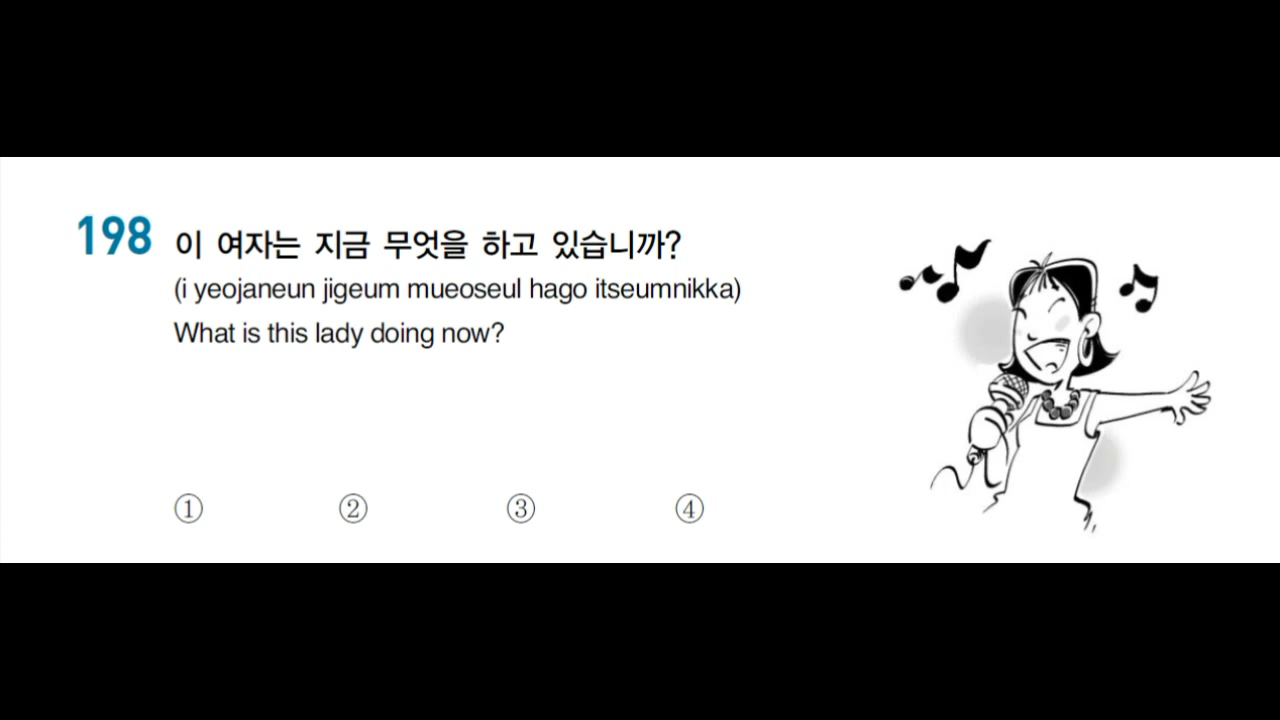 198 이 여자는 지금 무엇을 하고 있습니까?
(i yeojaneun jigeum mueoseul hago itseumnikka)
What is this lady doing now?
① ② ③ ④